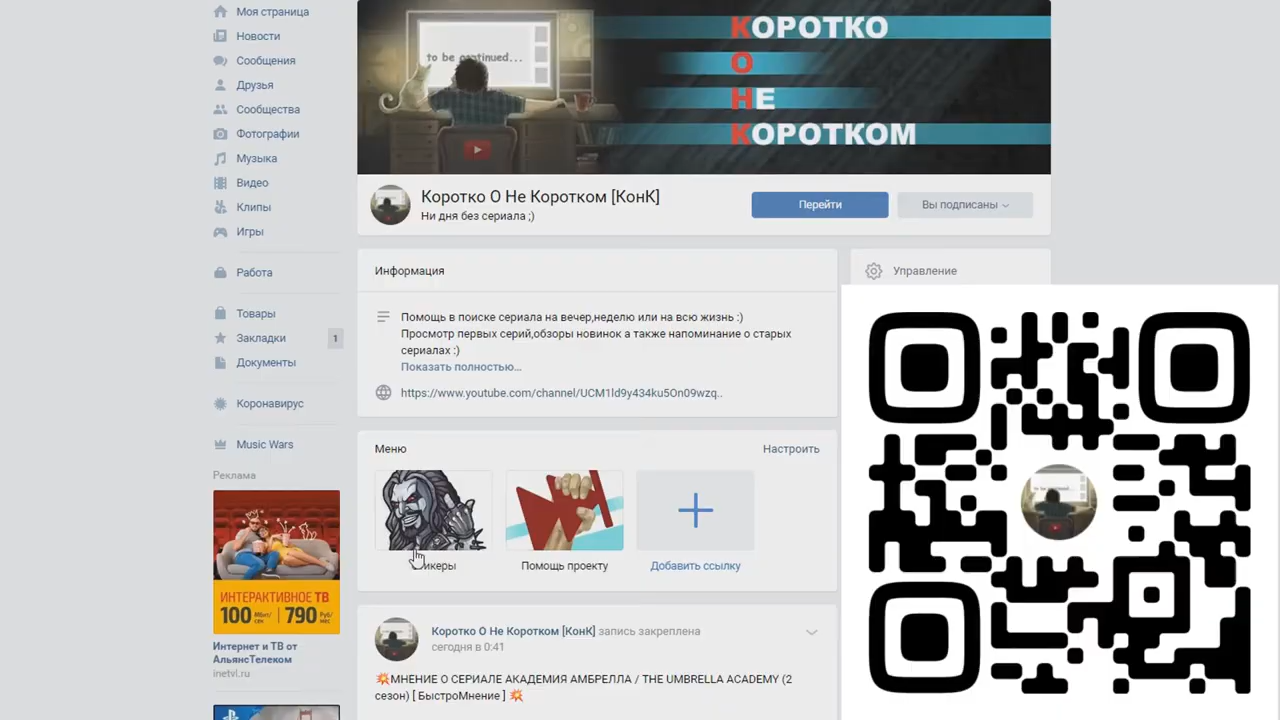 Моя страница
Новости
Сообщения
Друзья
Сообщества
Фотографии
Музыка
Видео
Клипы
Игры
Работа
Товары
Закладки
1
Документы
Коронавирус
Music Wars
Реклама
ИНТЕРАКТИВНОЕ ТВ
100 Мбит/сек
790 Руб/мес
Интернет и ТВ от
АльянсТелеком
inetvl.ru
to be continued...
КОРОТКО
О
НЕ
КОРОТКОМ
Коротко О Не Коротком [КонК]
Ни дня без сериала ;)
Перейти
Вы подписаны
Информация
Помощь в поиске сериала на вечер,неделю или на всю жизнь :)
Просмотр первых серий,обзоры новинок а также напоминание о старых
сериалах :)
Показать полностью...
https://www.youtube.com/channel/UCM1ld9y434ku5On09wzq..
Управление
Меню
Настроить
икеры
Помощь проекту
Добавить ссылку
Коротко О Не Коротком [КонК] запись закреплена
сегодня в 0:41
💥МНЕНИЕ О СЕРИАЛЕ АКАДЕМИЯ АМБРЕЛЛА / THE UMBRELLA ACADEMY (2
сезон) [ БыстроМнение ] 💥